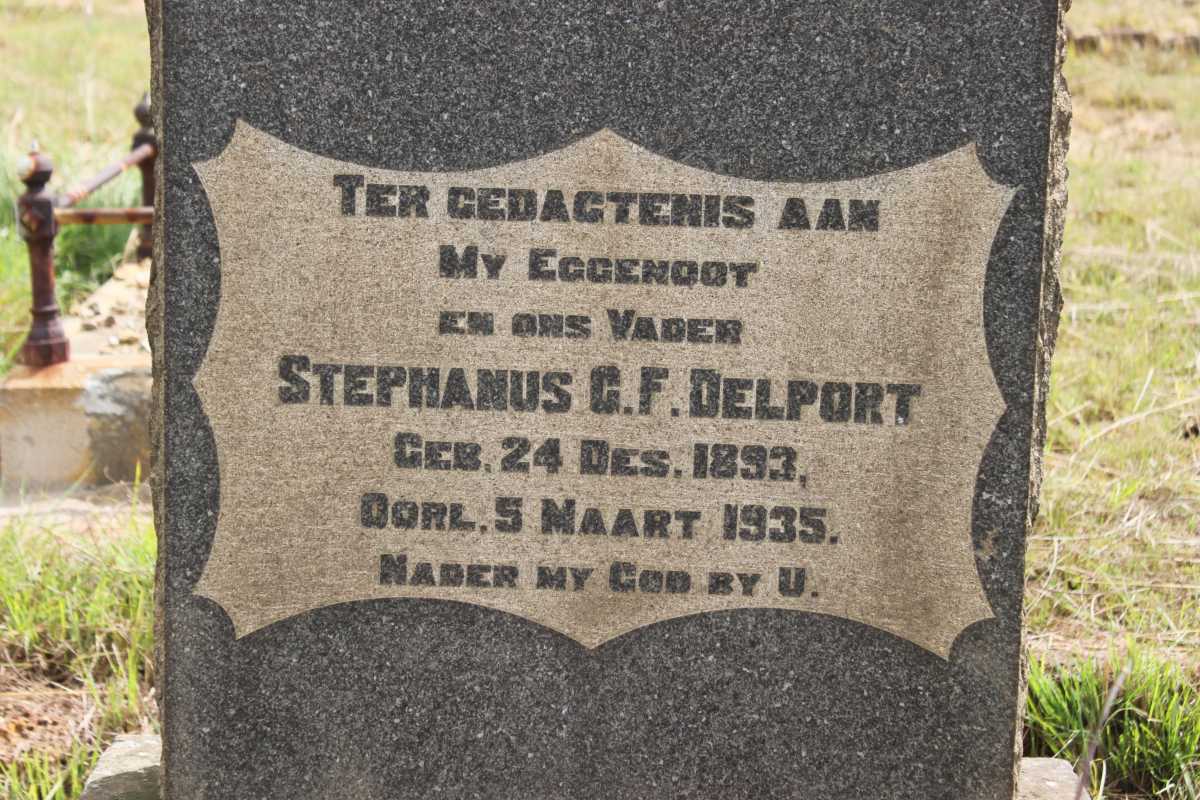 TER GEDAGTENIS AAN
MY EGGENOOT
EN ONS VADER
STEPHANUS G.F. DELPORT
GEB. 24 DES. 1893,
OORL. 5 MAART 1935.
NADER MY GOD BY U.